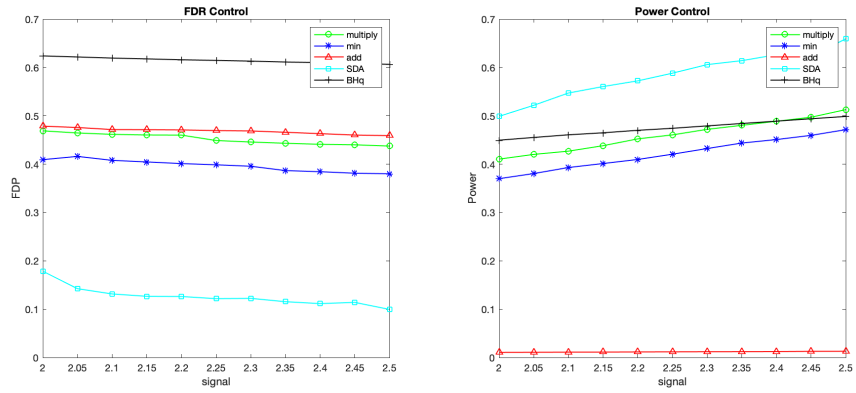 FDR Control
0.7
0.6
0.5
0.4
0.3
0.2
0.1
0
FDP
multiply
min
add
SDA
BHq
2 2.05 2.1 2.15 2.2 2.25 2.3 2.35 2.4 2.45 2.5
signal
Power Control
0.7
0.6
0.5
0.4
0.3
0.2
0.1
0
Power
multiply
min
add
SDA
BHq
2 2.05 2.1 2.15 2.2 2.25 2.3 2.35 2.4 2.45 2.5
signal